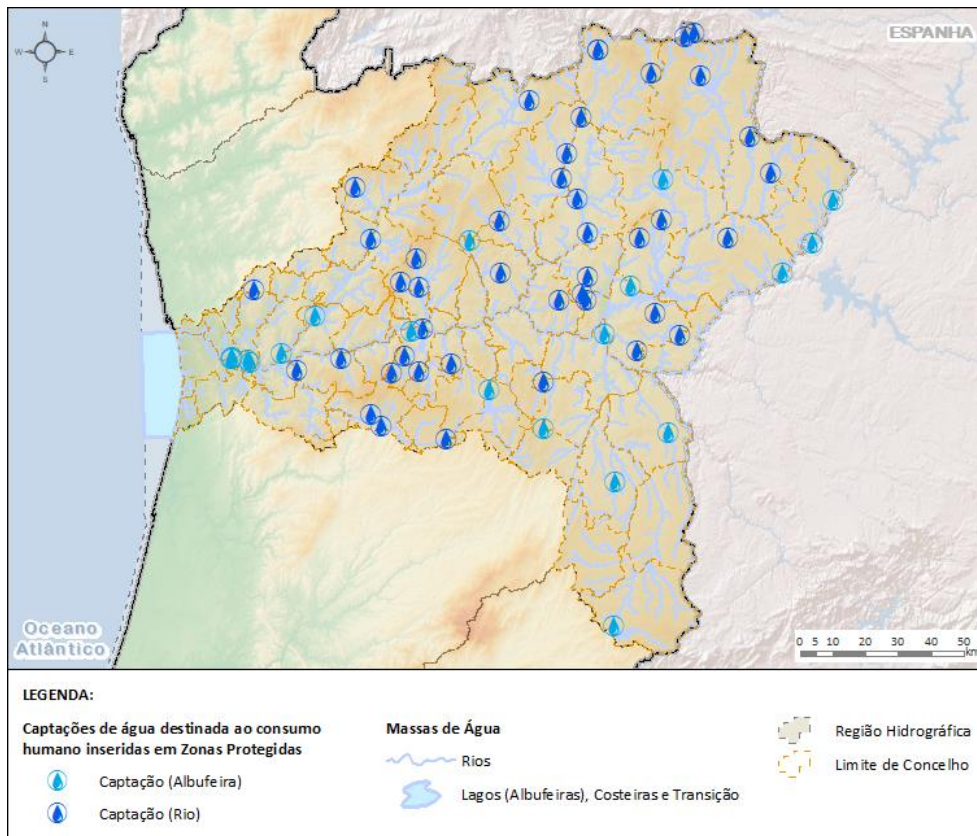 N
W E
S
ESPANHA
Oceano
Atlântico
0 5 10 20 30 40 50
km
LEGENDA:
Captações de água destinada ao consumo
humano inseridas em Zonas Protegidas
Captação (Albufeira)
Captação (Rio)
Massas de Água
Rios
Lagos (Albufeiras), Costeiras e Transição
Região Hidrográfica
Limite de Concelho